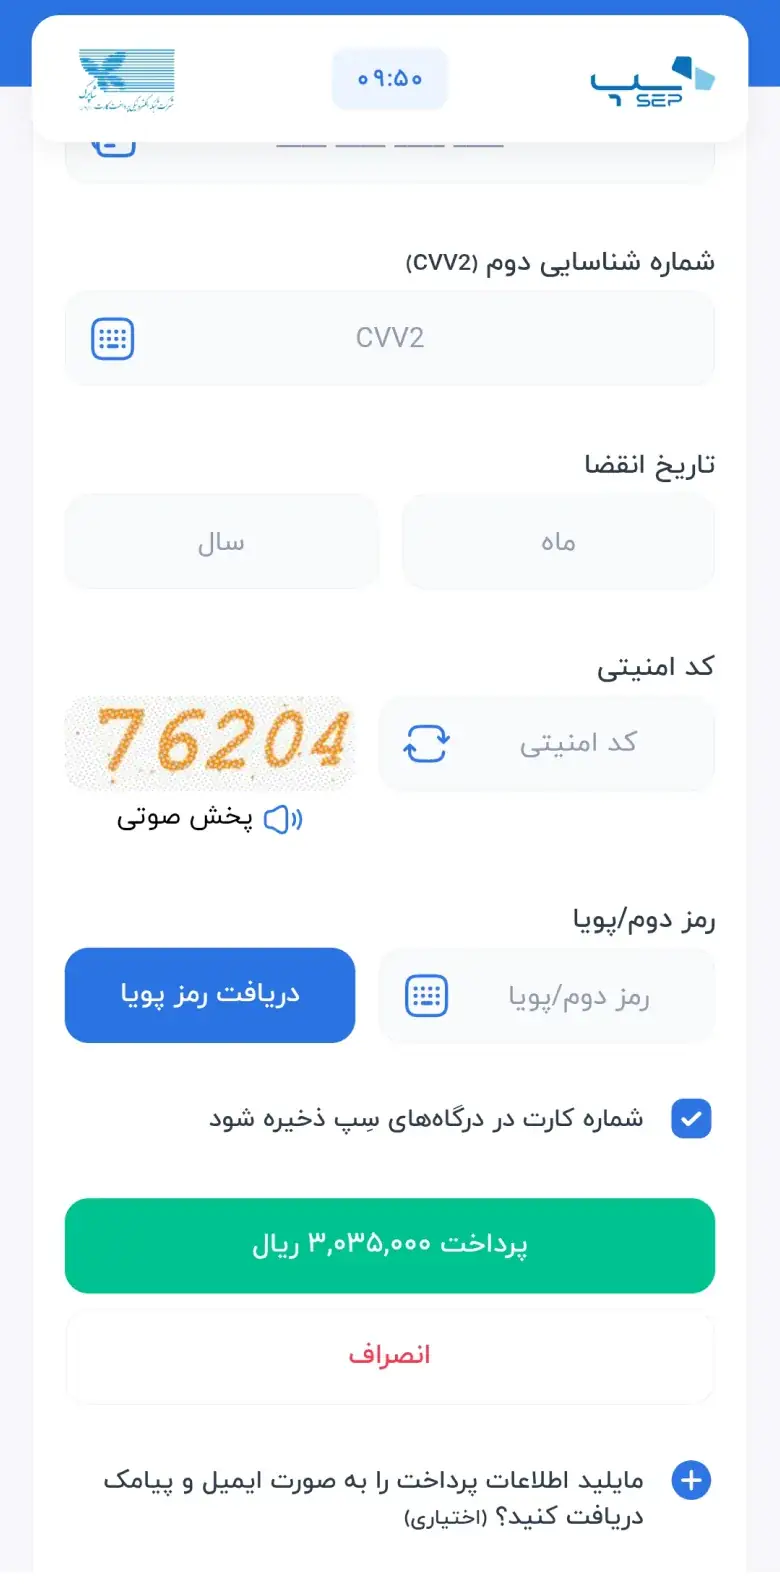 سپ
SEP
۰۹:۵۰
شاپرک
شماره شناسایی دوم (CVV2)
CVV2
تاریخ انقضا
ماه
سال
کد امنیتی
کد امنیتی
76204
پخش صوتی
رمز دوم/پویا
رمز دوم/پویا
دریافت رمز پویا
شماره کارت در درگاه‌های سِپ ذخیره شود
پرداخت ۳,۰۳۵,۰۰۰ ریال
انصراف
مایلید اطلاعات پرداخت را به صورت ایمیل و پیامک
دریافت کنید؟ (اختیاری)